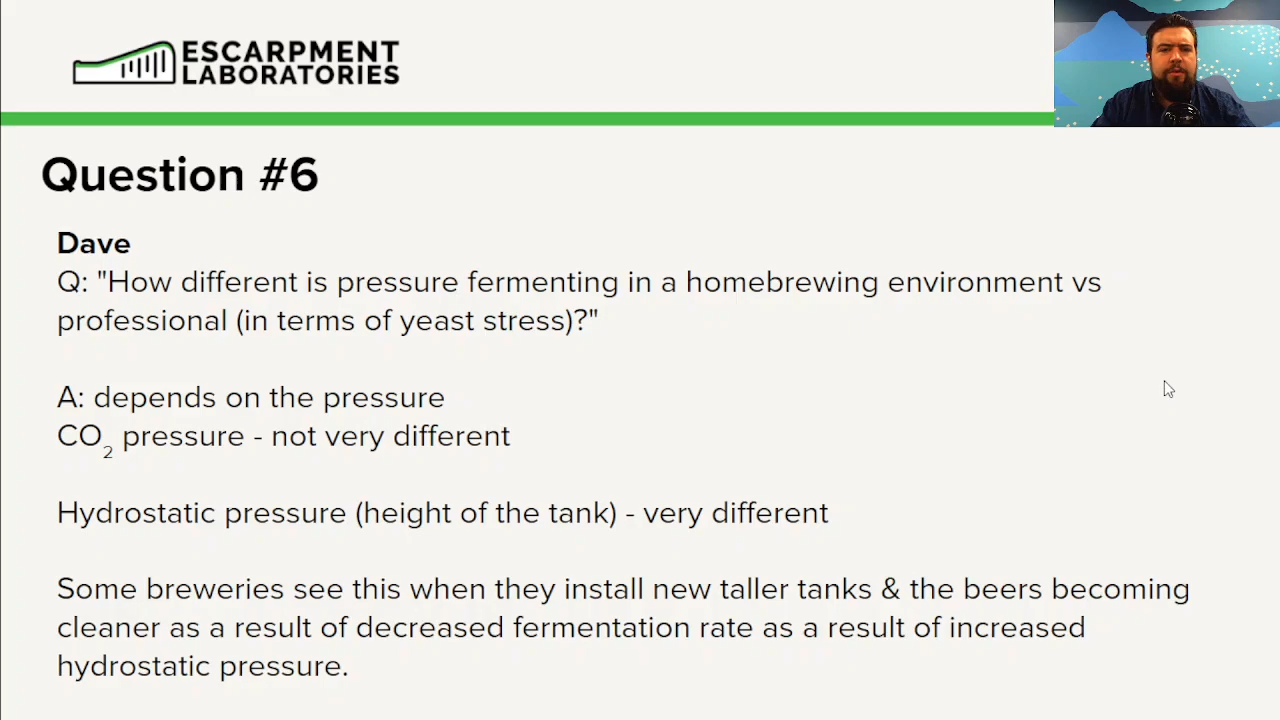 ESCARPMENT
LABORATORIES
Question #6
Dave
Q: "How different is pressure fermenting in a homebrewing environment vs
professional (in terms of yeast stress)?"
A: depends on the pressure
CO₂ pressure - not very different
Hydrostatic pressure (height of the tank) - very different
Some breweries see this when they install new taller tanks & the beers becoming
cleaner as a result of decreased fermentation rate as a result of increased
hydrostatic pressure.